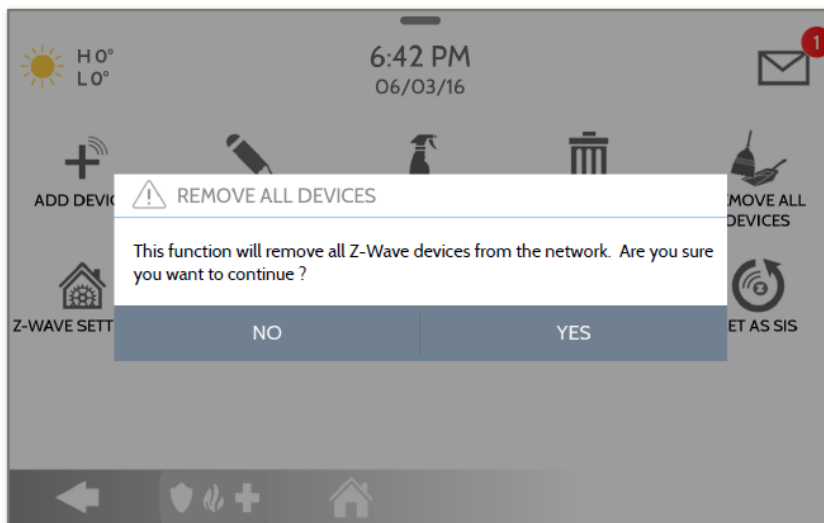 H 0°
L 0°
6:42 PM
06/03/16
1
ADD DEVIC
MOVE ALL
DEVICES
REMOVE ALL DEVICES
This function will remove all Z-Wave devices from the network. Are you sure
you want to continue ?
Z-WAVE SETT
ET AS SIS
NO
YES